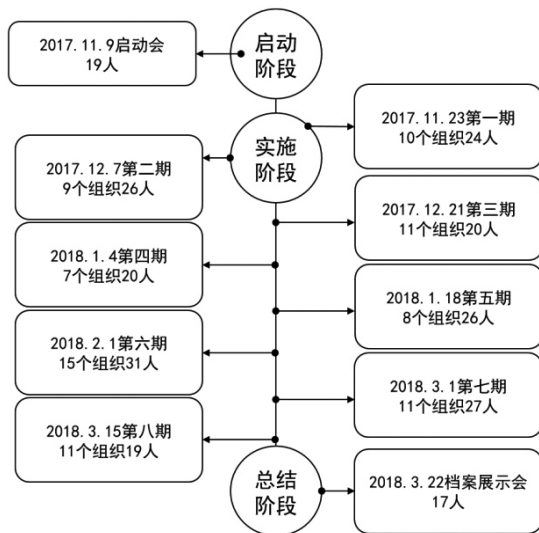 启动
阶段
2017.11.9启动会
19人
实施
阶段
2017.11.23第一期
10个组织24人
2017.12.7第二期
9个组织26人
2017.12.21第三期
11个组织20人
2018.1.4第四期
7个组织20人
2018.1.18第五期
8个组织26人
2018.2.1第六期
15个组织31人
2018.3.1第七期
11个组织27人
2018.3.15第八期
11个组织19人
总结
阶段
2018.3.22档案展示会
17人